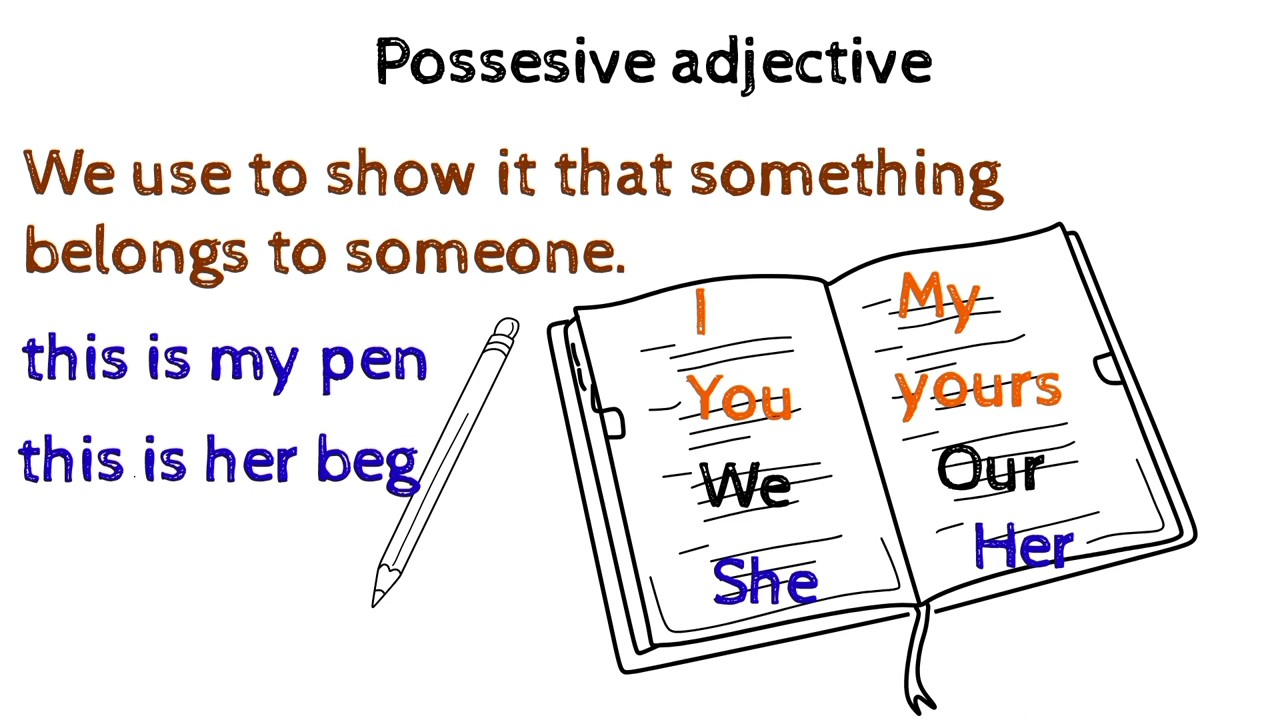 Possesive adjective
We use to show it that something
belongs to someone.
this is my pen
this is her beg
I
You
We
She
My
yours
Our
Her